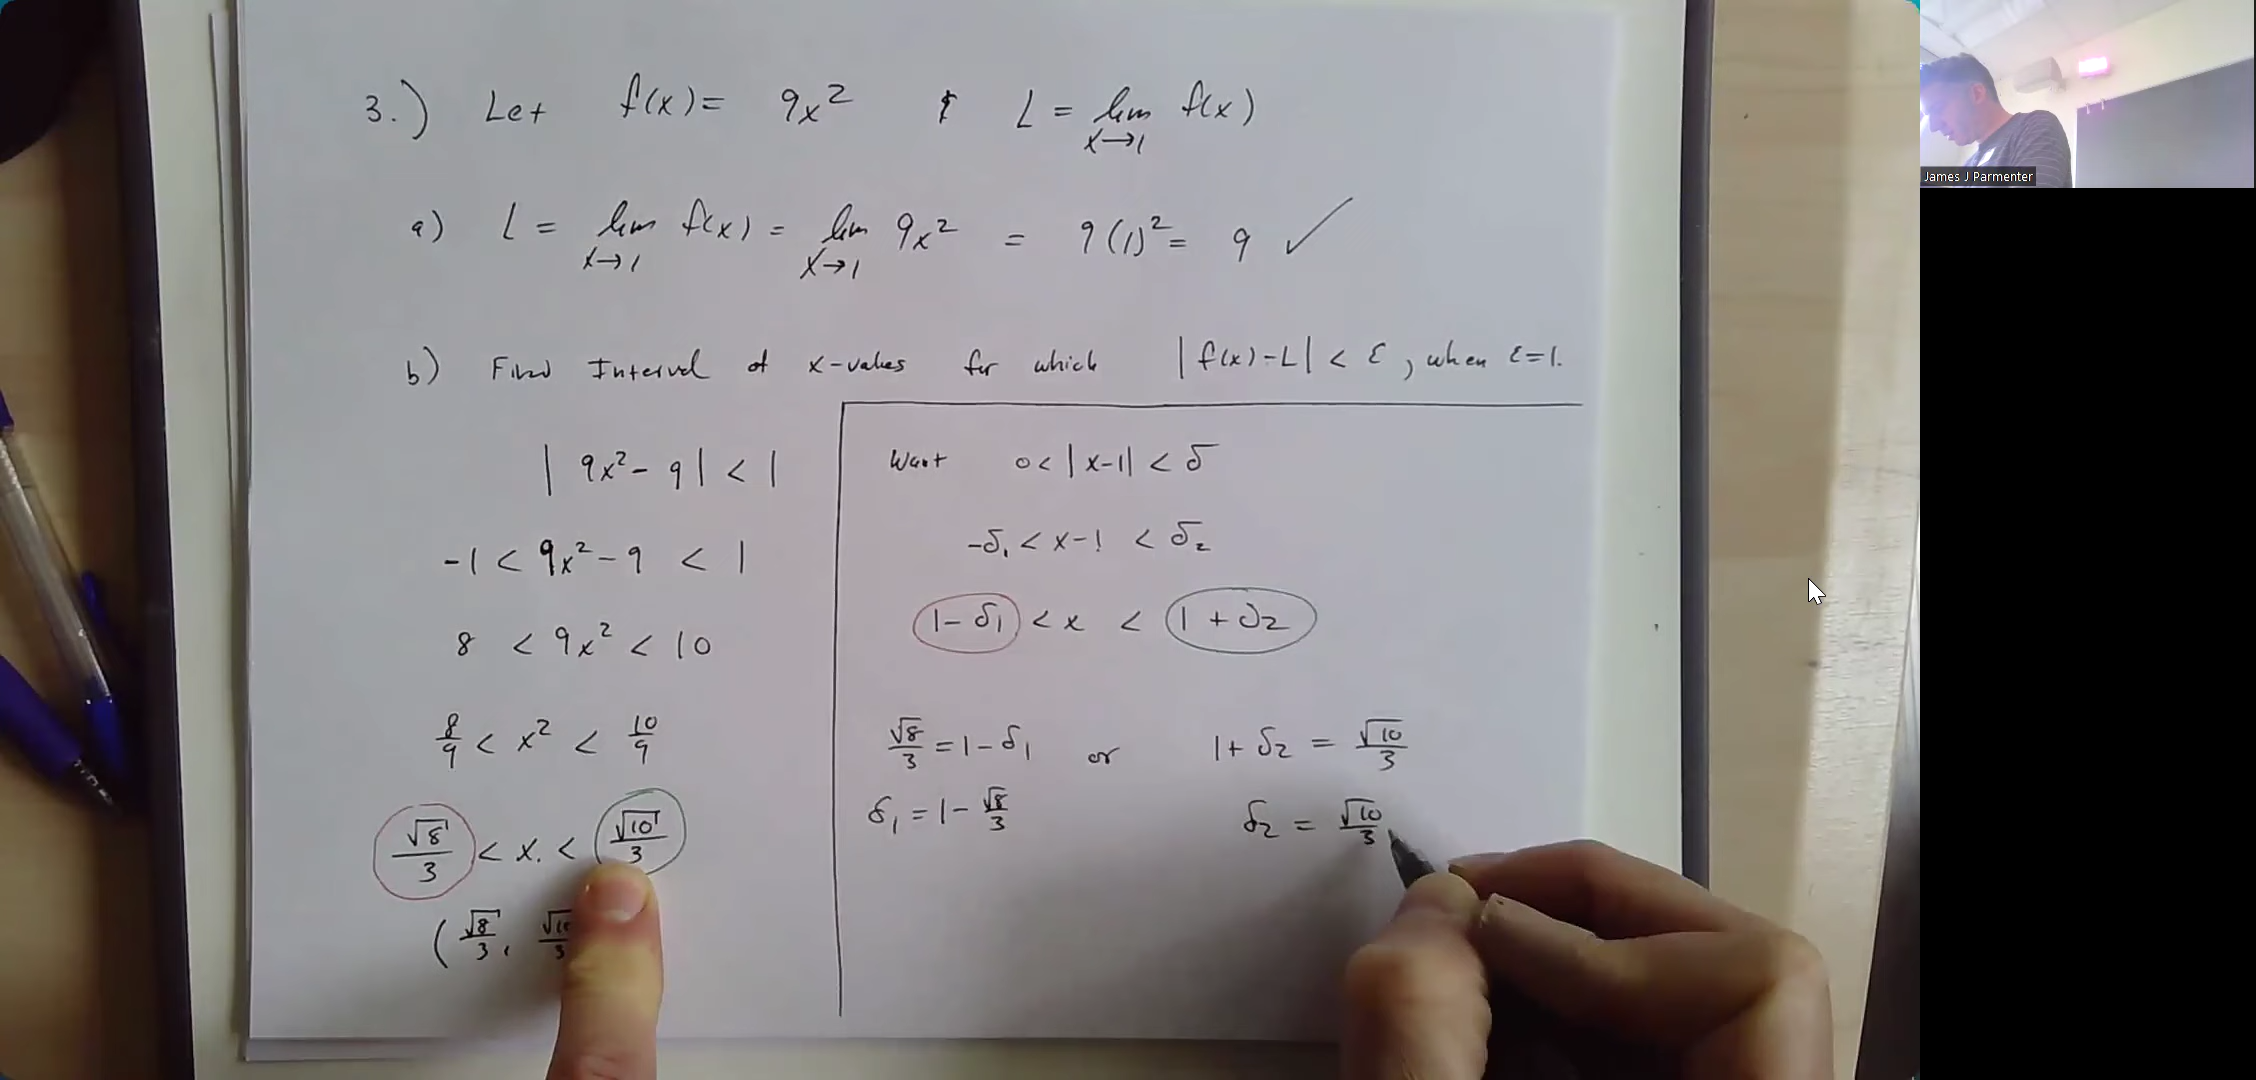 3.) Let f(x) = 9x² & L = lim x→1 f(x)
a) L = lim x→1 f(x) = lim x→1 9x² = 9(1)² = 9 ✓
b) Find Interval of x-values for which |f(x)-L| < ε, when ε=1.
|9x²-9| < 1
-1 < 9x²-9 < 1
8 < 9x² < 10
8/9 < x² < 10/9
√8/3 < x. < √10/3
(√8/3, √10/3
Want 0<|x-1| < δ
-δ₁ < x-1 < δ₂
1-δ₁ < x < 1+δ₂
√8/3 = 1-δ₁ or 1+δ₂ = √10/3
δ₁ = 1-√8/3 δ₂ = √10/3
James J Parmenter